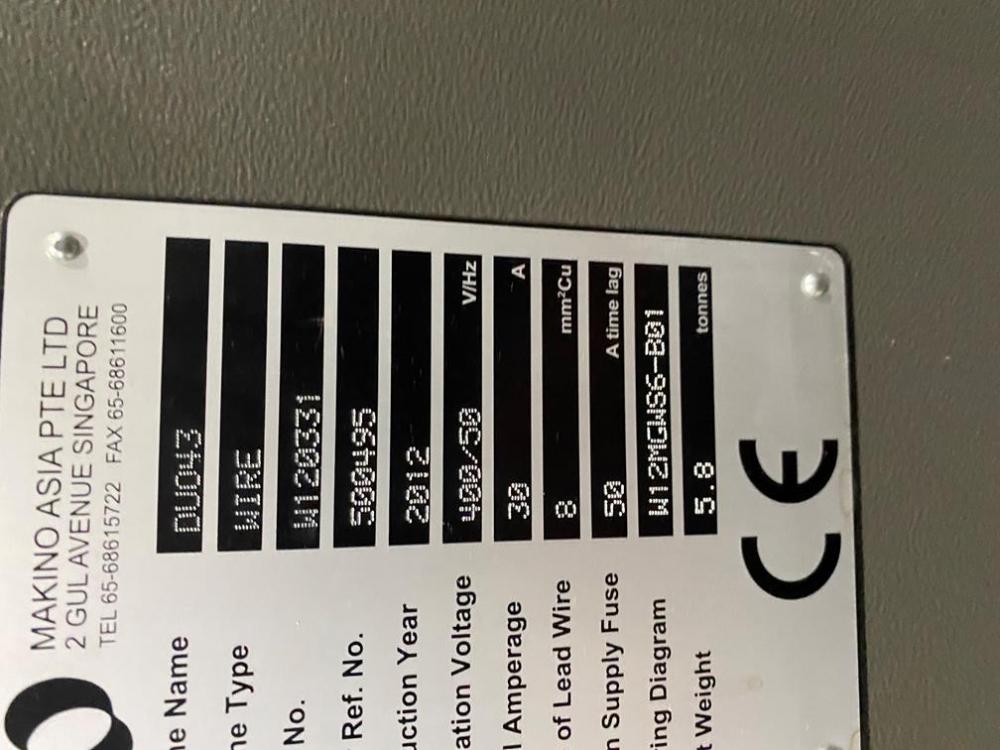 MAKINO ASIA PTE LTD
2 GUL AVENUE SINGAPORE
TEL 65-68615722 FAX 65-68611600
ne Name DUO43
ne Type WIRE
No. W120331
Ref. No. 500495
uction Year 2012
ation Voltage 400/50 V/Hz
l Amperage 30 A
of Lead Wire 8 mm²Cu
n Supply Fuse 50 A time lag
ing Diagram W12MGWS6-B01
t Weight 5.8 tonnes
CE